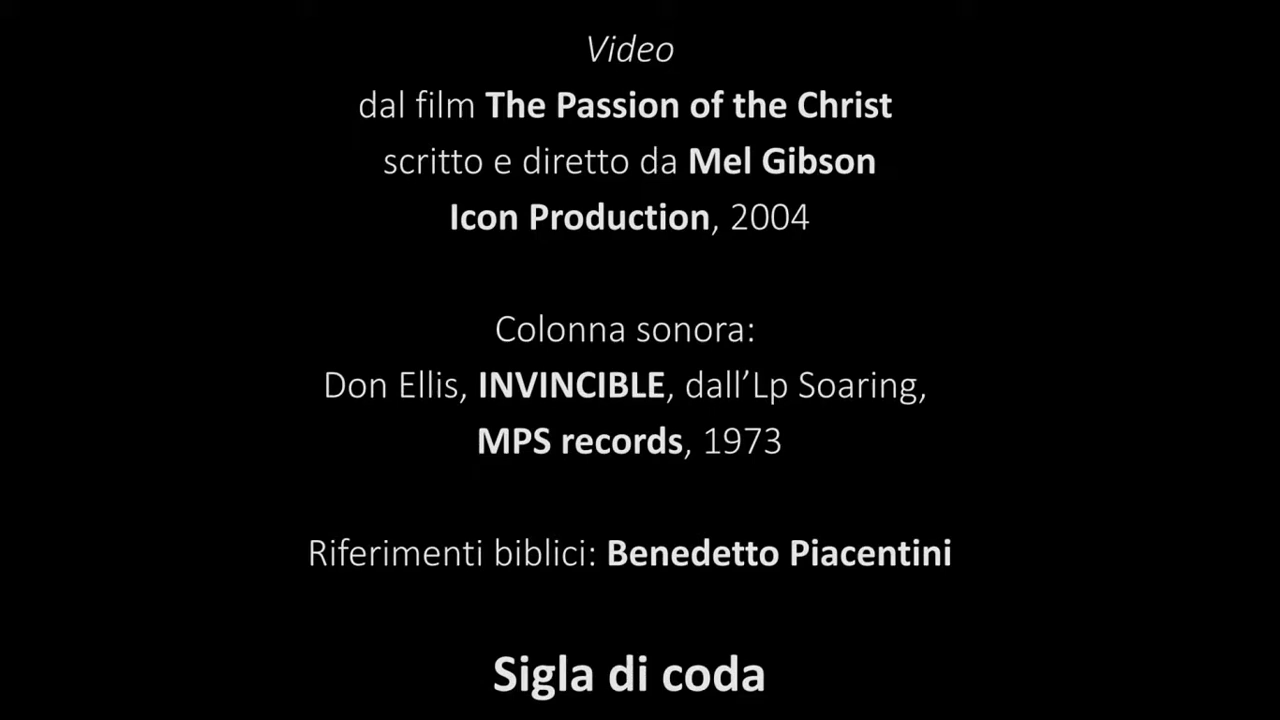 Video
dal film The Passion of the Christ
scritto e diretto da Mel Gibson
Icon Production, 2004
Colonna sonora:
Don Ellis, INVINCIBLE, dall’Lp Soaring,
MPS records, 1973
Riferimenti biblici: Benedetto Piacentini
Sigla di coda